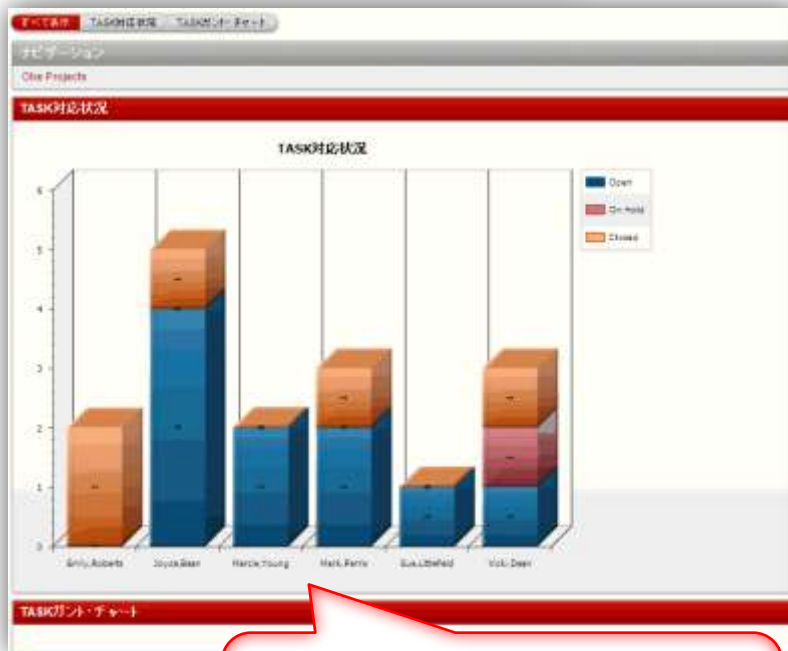 すべて表示 TASK対応状況 TASKガント・チャート
ナビゲーション
Obe Projects
TASK対応状況
TASK対応状況
Open
On Hold
Closed
6
5
4
3
2
1
0
Emily,Roberts Joyce,Bean Marcie,Young Mark,Ferris Sue,Littlefield Vicki,Dean
TASKガント・チャート